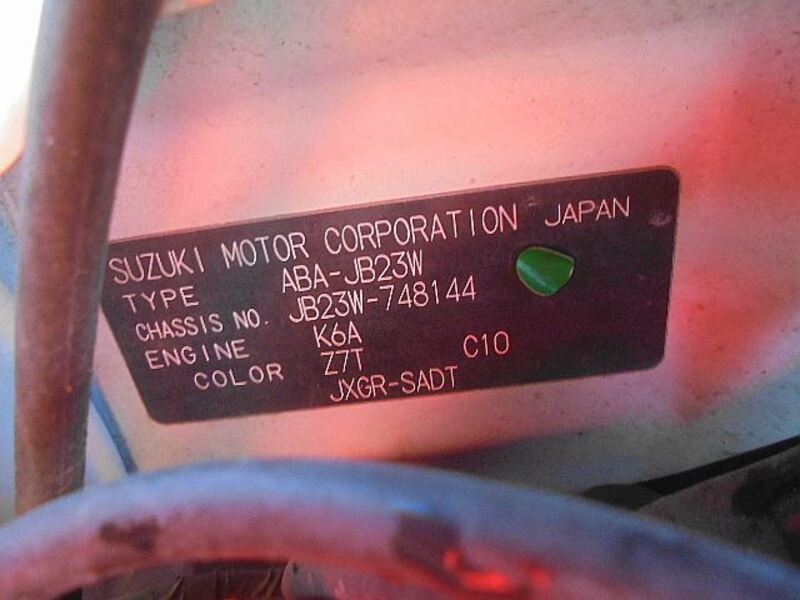 SUZUKI MOTOR CORPORATION JAPAN
TYPE ABA-JB23W
CHASSIS NO. JB23W-748144
ENGINE K6A
COLOR Z7T C10
JXGR-SADT